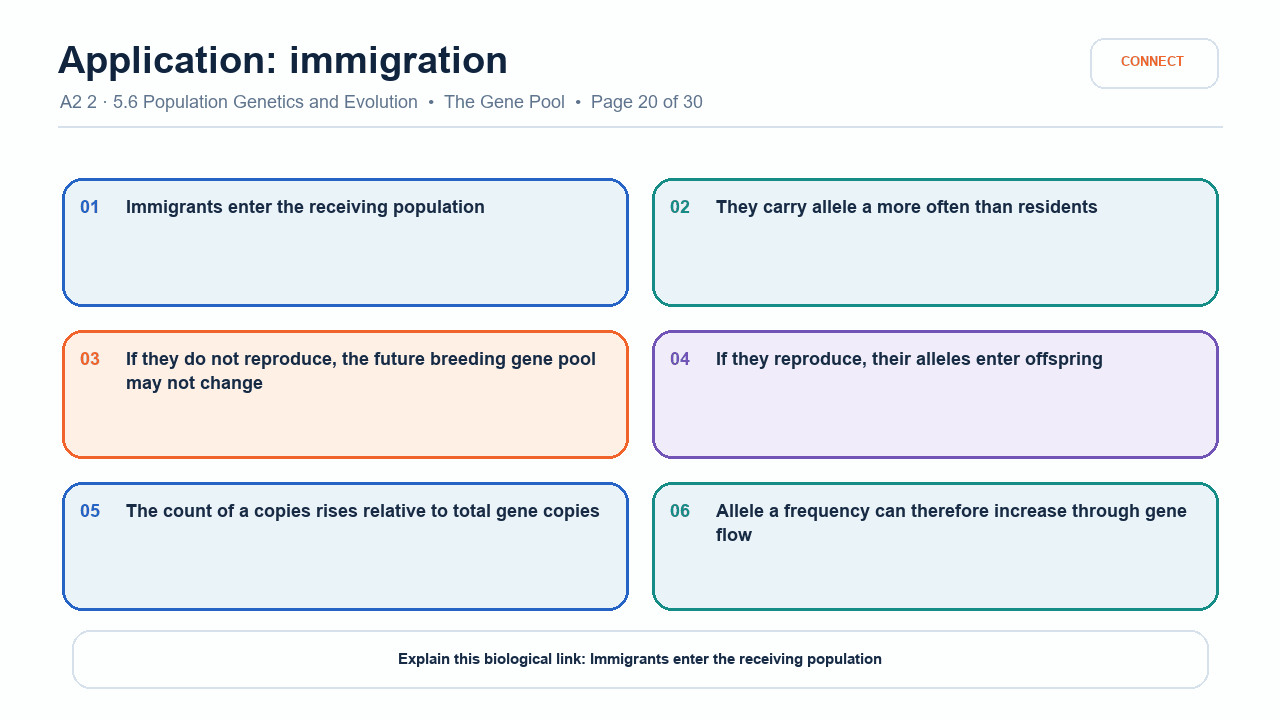 Application: immigration
CONNECT
A2 2 · 5.6 Population Genetics and Evolution • The Gene Pool • Page 20 of 30
01 Immigrants enter the receiving population
02 They carry allele a more often than residents
03 If they do not reproduce, the future breeding gene pool
may not change
04 If they reproduce, their alleles enter offspring
05 The count of a copies rises relative to total gene copies
06 Allele a frequency can therefore increase through gene
flow
Explain this biological link: Immigrants enter the receiving population